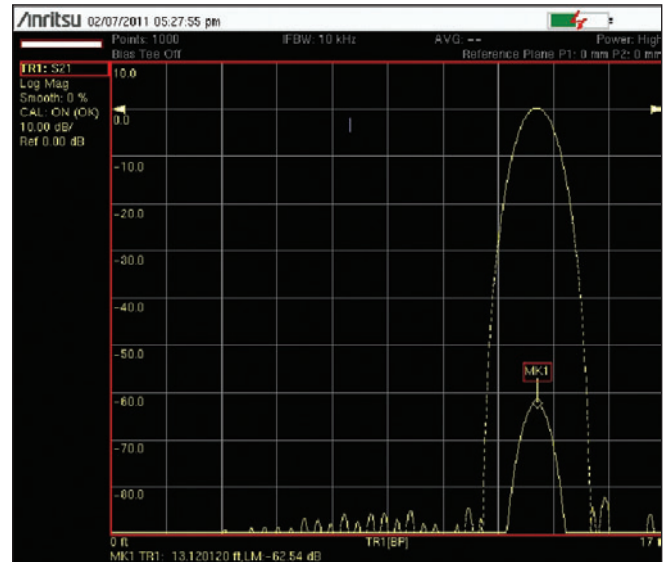 /Inritsu 02/07/2011 05:27:55 pm
Points: 1000 IFBW: 10 kHz AVG: -- Power: High
Bias Tee Off Reference Plane P1: 0 mm P2: 0 mm
TR1: S21
Log Mag
Smooth: 0 %
CAL: ON (OK)
10.00 dB/
Ref 0.00 dB
10.0
0.0
-10.0
-20.0
-30.0
-40.0
-50.0
MK1
-60.0
-70.0
-80.0
0 ft TR1[BP] 17
MK1 TR1: 13.120120 ft,LM:-62.54 dB